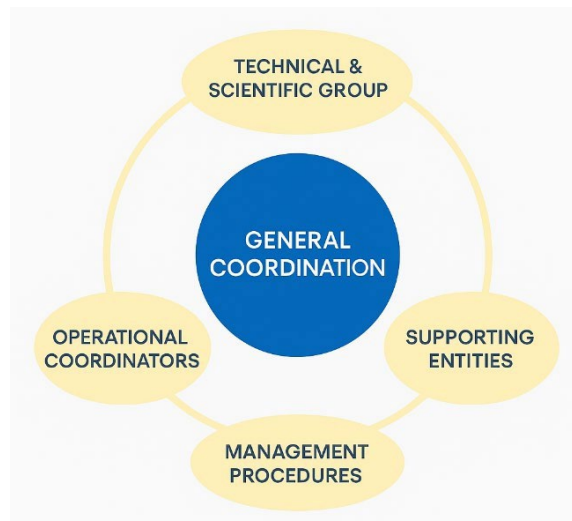 TECHNICAL &
SCIENTIFIC GROUP
GENERAL
COORDINATION
OPERATIONAL
COORDINATORS
SUPPORTING
ENTITIES
MANAGEMENT
PROCEDURES